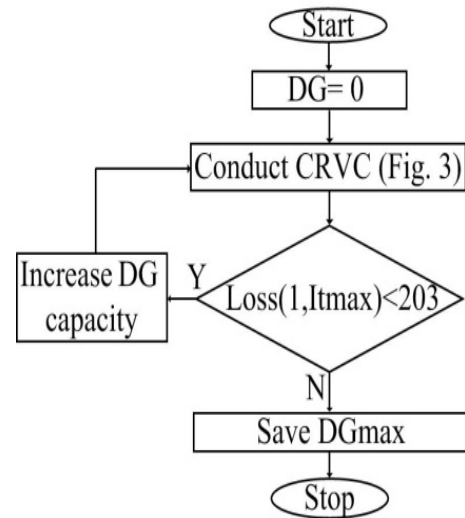 Start
DG= 0
Conduct CRVC (Fig. 3)
Increase DG
capacity
Y
Loss(1,Itmax)<203
N
Save DGmax
Stop